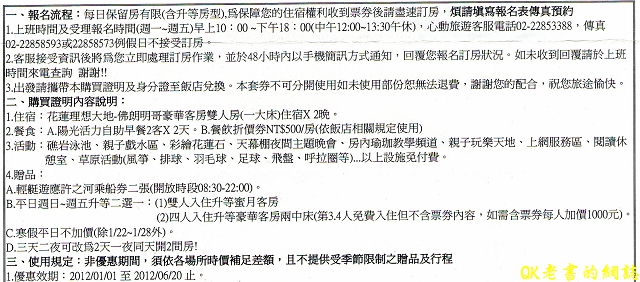 一、報名流程：每日保留房有限(含升等房型),爲保障您的住宿權利收到票券後請盡速訂房，煩請填寫報名表傳真預約
1.上班時間及受理報名時間(週一~週五)早上10：00 ~下午18：00(中午12:00~13:30午休)，心動旅遊客服電話02-22853388，傳真
02-22858593或22858573例假日不接受訂房。
2.客服接受資訊後將爲您立即處理訂房作業，並於48小時內以手機簡訊方式通知，回覆您報名訂房狀況。如未收到回覆請於上班
時間來電查詢 謝謝!!
3.出發請攜帶本購買證明及身分證至飯店兌換。本套券不可分開使用如未使用部份恕無法退費，謝謝您的配合，祝您旅途愉快。
二、購買證明內容說明：
1.住宿：花蓮理想大地-佛朗明哥豪華客房雙人房(一大床)住宿X 2晚。
2.餐食：A.陽光活力自助早餐2客X 2天。B.餐飲折價券NT$500/房(依飯店相關規定使用)
3.活動：礁岩泳池、親子戲水區、彩繪花蓮石、天幕棚夜間主題晚會、房內瑜珈教學頻道、親子玩樂天地、上網服務區、閱讀休
憩室、草原活動(風箏、排球、羽毛球、足球、飛盤、呼拉圈等)...以上設施免付費。
4.贈品：
A.輕艇遊應許之河乘船券二張(開放時段08:30-22:00)。
B.平日週日~週五升等二選一：(1)雙人入住升等蜜月客房
(2)四人入住升等豪華客房兩中床(第3.4人免費入住但不含票券內容，如需含票券每人加價1000元)。
C.寒假平日不加價(除1/22~1/28外)。
D.三天二夜可改爲2天一夜同天開2間房!
三、使用規定：非優惠期間，須依各場所時價補足差額，且不提供受季節限制之贈品及行程
1.優惠效期：2012/01/01 至 2012/06/20 止。
QK老書的網誌